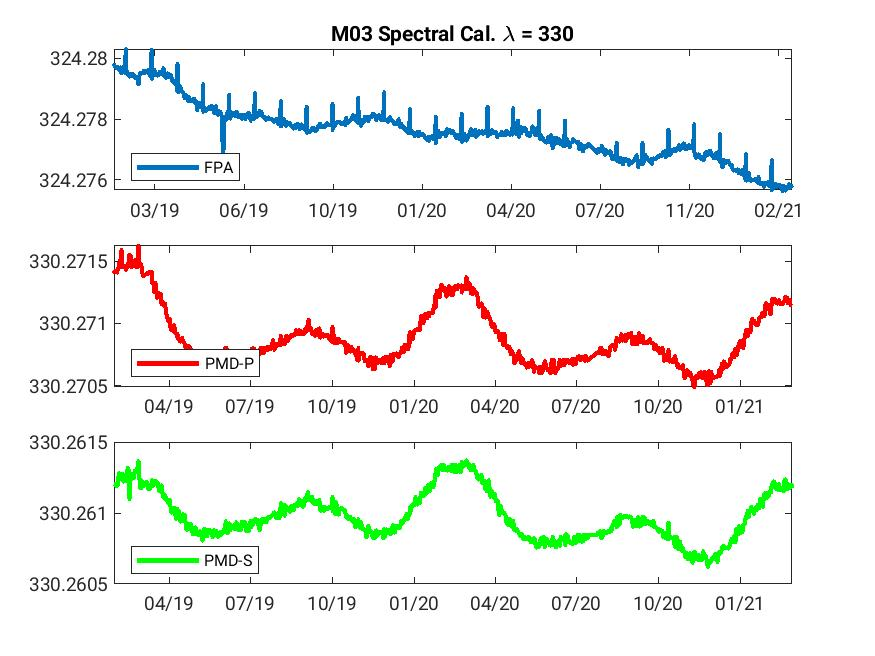 M03 Spectral Cal. λ = 330
324.28
324.278
324.276
FPA
03/19 06/19 10/19 01/20 04/20 07/20 11/20 02/21
330.2715
330.271
330.2705
PMD-P
04/19 07/19 10/19 01/20 04/20 07/20 10/20 01/21
330.2615
330.261
330.2605
PMD-S
04/19 07/19 10/19 01/20 04/20 07/20 10/20 01/21